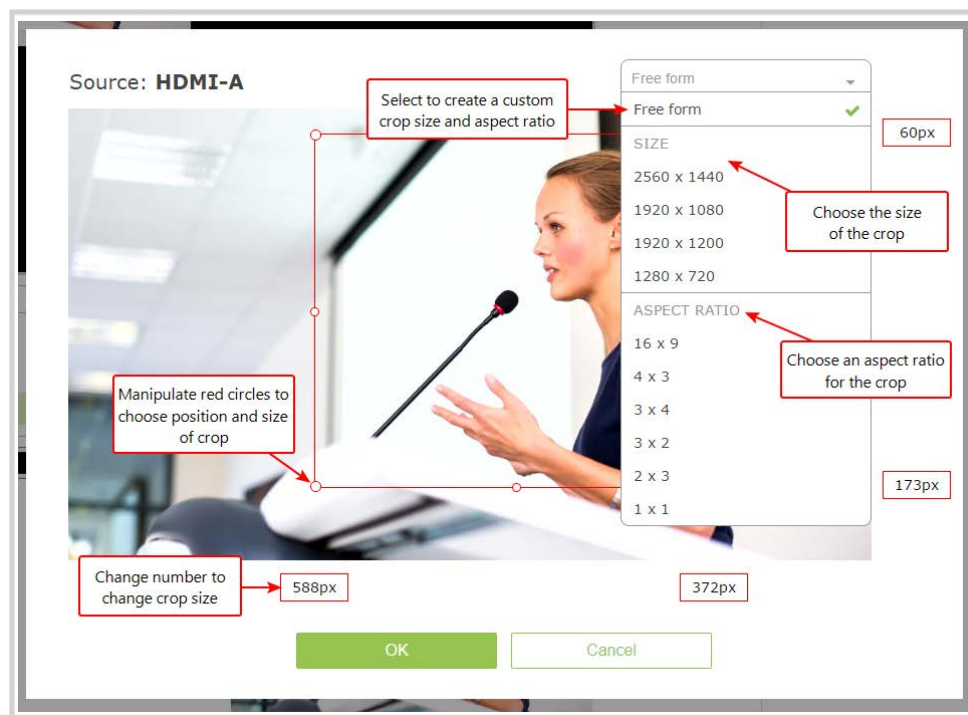 Source: HDMI-A
Free form
Select to create a custom
crop size and aspect ratio
Free form
60px
SIZE
2560 x 1440
1920 x 1080
1920 x 1200
1280 x 720
Choose the size
of the crop
ASPECT RATIO
16 x 9
4 x 3
3 x 4
3 x 2
2 x 3
1 x 1
Choose an aspect ratio
for the crop
Manipulate red circles to
choose position and size
of crop
173px
Change number to
change crop size
588px
372px
OK
Cancel